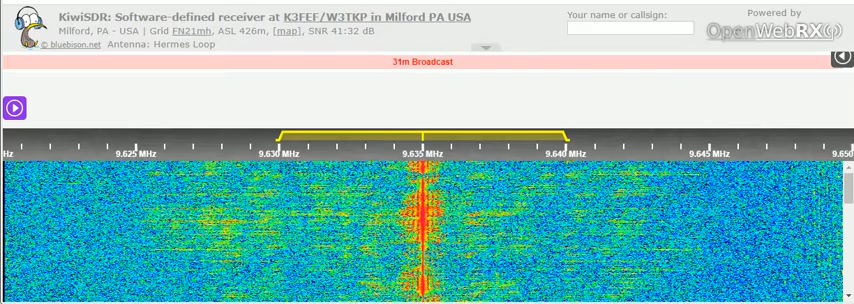 KiwiSDR: Software-defined receiver at K3FEF/W3TKP in Milford PA USA
Milford, PA - USA | Grid FN21mh, ASL 426m, [map], SNR 41:32 dB
© bluebison.net Antenna: Hermes Loop
Your name or callsign:
Powered by
OpenWebRX
31m Broadcast
Hz 9.625 MHz 9.630 MHz 9.635 MHz 9.640 MHz 9.645 MHz 9.650